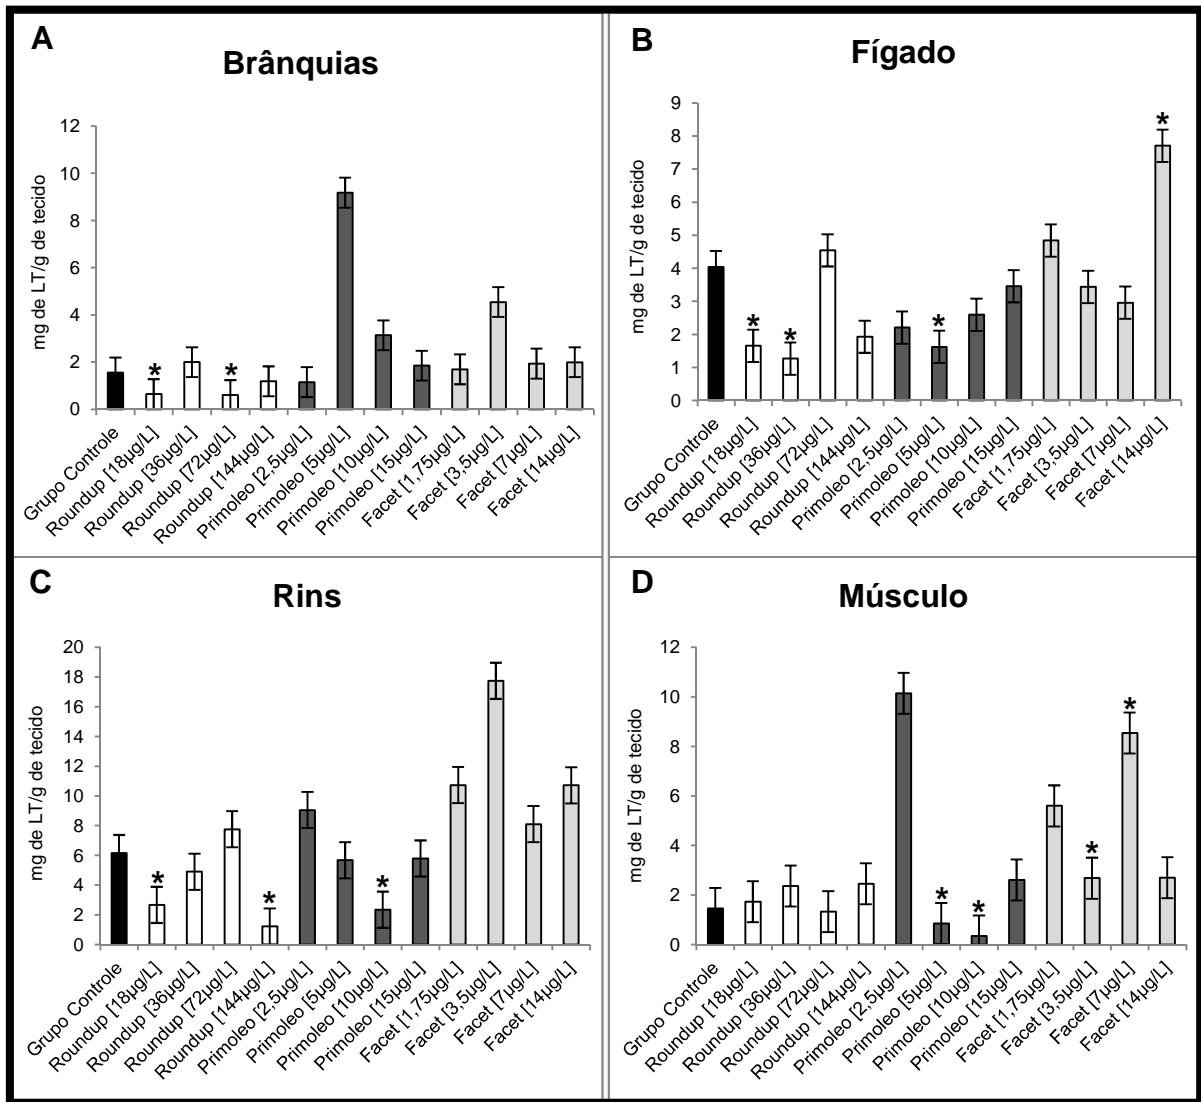 A
Brânquias
mg de LT/g de tecido
12
10
8
6
4
2
0
* *
Grupo Controle
Roundup [18µg/L]
Roundup [36µg/L]
Roundup [72µg/L]
Roundup [144µg/L]
Primoleo [2,5µg/L]
Primoleo [5µg/L]
Primoleo [10µg/L]
Primoleo [15µg/L]
Facet [1,75µg/L]
Facet [3,5µg/L]
Facet [7µg/L]
Facet [14µg/L]
B
Fígado
mg de LT/g de tecido
9
8
7
6
5
4
3
2
1
0
* * * *
Grupo Controle
Roundup [18µg/L]
Roundup [36µg/L]
Roundup [72µg/L]
Roundup [144µg/L]
Primoleo [2,5µg/L]
Primoleo [5µg/L]
Primoleo [10µg/L]
Primoleo [15µg/L]
Facet [1,75µg/L]
Facet [3,5µg/L]
Facet [7µg/L]
Facet [14µg/L]
C
Rins
mg de LT/g de tecido
20
18
16
14
12
10
8
6
4
2
0
* * *
Grupo Controle
Roundup [18µg/L]
Roundup [36µg/L]
Roundup [72µg/L]
Roundup [144µg/L]
Primoleo [2,5µg/L]
Primoleo [5µg/L]
Primoleo [10µg/L]
Primoleo [15µg/L]
Facet [1,75µg/L]
Facet [3,5µg/L]
Facet [7µg/L]
Facet [14µg/L]
D
Músculo
mg de LT/g de tecido
12
10
8
6
4
2
0
* * * *
Grupo Controle
Roundup [18µg/L]
Roundup [36µg/L]
Roundup [72µg/L]
Roundup [144µg/L]
Primoleo [2,5µg/L]
Primoleo [5µg/L]
Primoleo [10µg/L]
Primoleo [15µg/L]
Facet [1,75µg/L]
Facet [3,5µg/L]
Facet [7µg/L]
Facet [14µg/L]